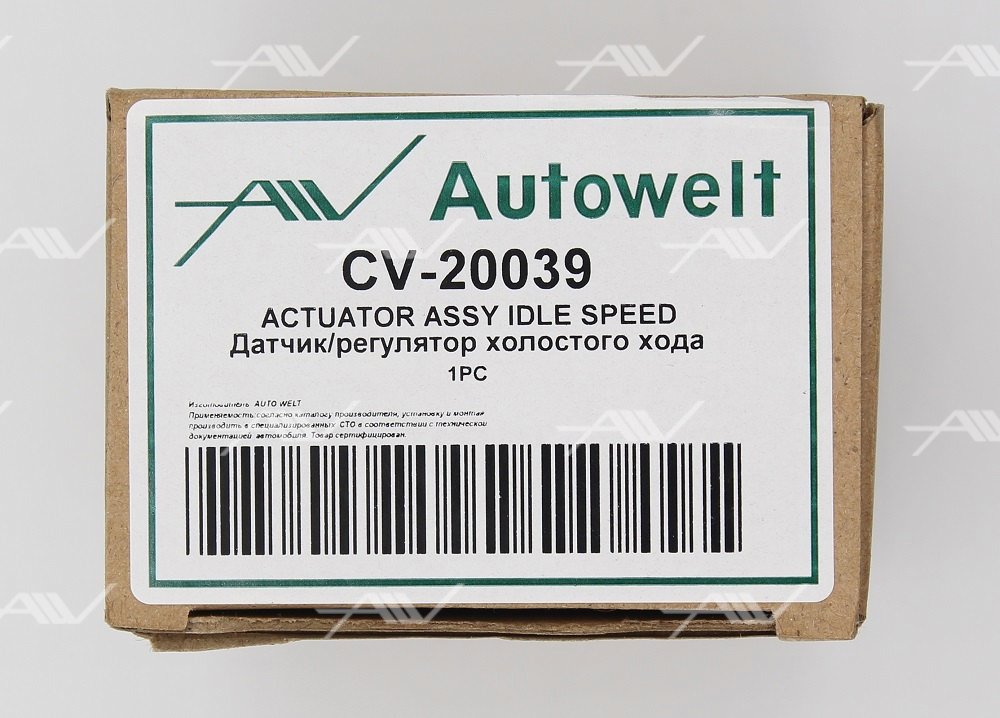 Autowelt
CV-20039
ACTUATOR ASSY IDLE SPEED
Датчик/регулятор холостого хода
1PC
Изготовитель: AUTO WELT
Применяемость:согласно каталогу производителя, установку и монтаж
производить в специализированных СТО в соответствии с технической
документацией автомобиля. Товар сертифицирован.